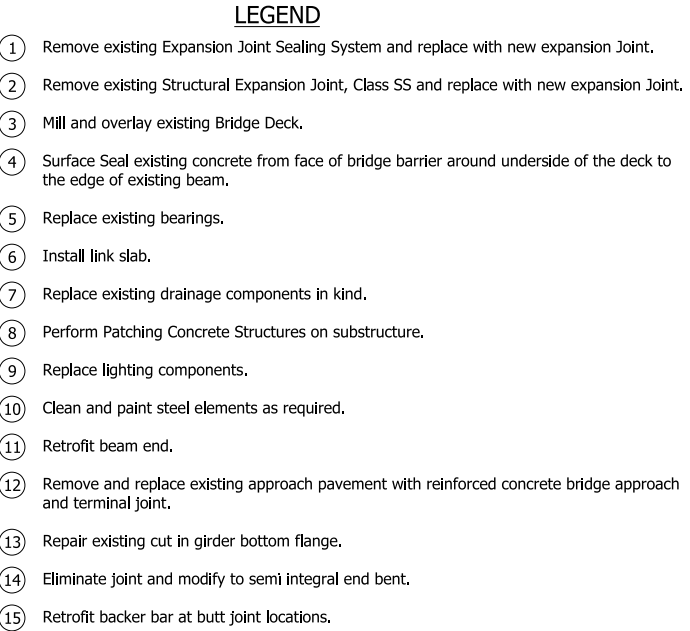 LEGEND
1 Remove existing Expansion Joint Sealing System and replace with new expansion Joint.
2 Remove existing Structural Expansion Joint, Class SS and replace with new expansion Joint.
3 Mill and overlay existing Bridge Deck.
4 Surface Seal existing concrete from face of bridge barrier around underside of the deck to
the edge of existing beam.
5 Replace existing bearings.
6 Install link slab.
7 Replace existing drainage components in kind.
8 Perform Patching Concrete Structures on substructure.
9 Replace lighting components.
10 Clean and paint steel elements as required.
11 Retrofit beam end.
12 Remove and replace existing approach pavement with reinforced concrete bridge approach
and terminal joint.
13 Repair existing cut in girder bottom flange.
14 Eliminate joint and modify to semi integral end bent.
15 Retrofit backer bar at butt joint locations.